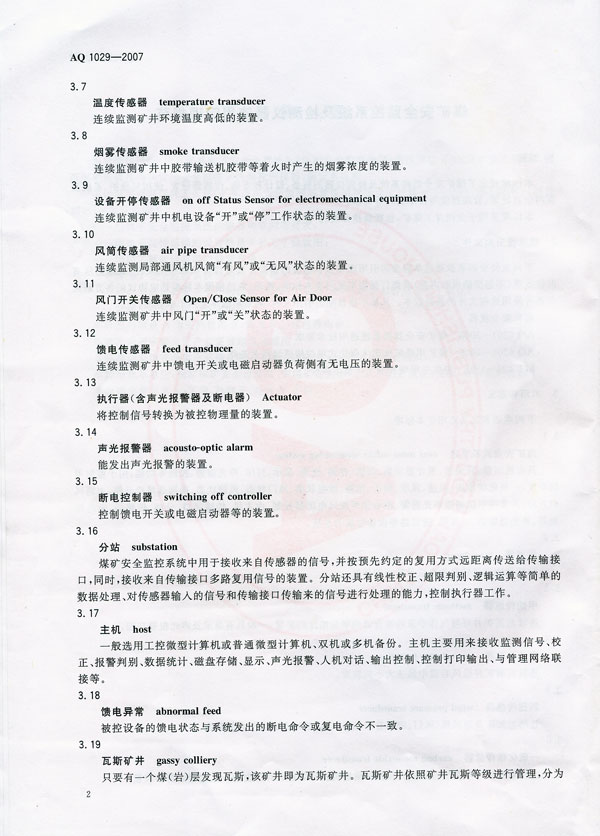 AQ 1029—2007
3.7
温度传感器 temperature transducer
连续监测矿井环境温度高低的装置。
3.8
烟雾传感器 smoke transducer
连续监测矿井中胶带输送机胶带等着火时产生的烟雾浓度的装置。
3.9
设备开停传感器 on off Status Sensor for electromechanical equipment
连续监测矿井中机电设备“开”或“停”工作状态的装置。
3.10
风筒传感器 air pipe transducer
连续监测局部通风机风筒“有风”或“无风”状态的装置。
3.11
风门开关传感器 Open/Close Sensor for Air Door
连续监测矿井中风门“开”或“关”状态的装置。
3.12
馈电传感器 feed transducer
连续监测矿井中馈电开关或电磁启动器负荷侧有无电压的装置。
3.13
执行器(含声光报警器及断电器) Actuator
将控制信号转换为被控物理量的装置。
3.14
声光报警器 acousto-optic alarm
能发出声光报警的装置。
3.15
断电控制器 switching off controller
控制馈电开关或电磁启动器等的装置。
3.16
分站 substation
煤矿安全监控系统中用于接收来自传感器的信号,并按预先约定的复用方式远距离传送给传输接
口,同时,接收来自传输接口多路复用信号的装置。分站还具有线性校正、超限判别、逻辑运算等简单的
数据处理、对传感器输入的信号和传输接口传输来的信号进行处理的能力,控制执行器工作。
3.17
主机 host
一般选用工控微型计算机或普通微型计算机、双机或多机备份。主机主要用来接收监测信号、校
正、报警判别、数据统计、磁盘存储、显示、声光报警、人机对话、输出控制、控制打印输出、与管理网络联
接等。
3.18
馈电异常 abnormal feed
被控设备的馈电状态与系统发出的断电命令或复电命令不一致。
3.19
瓦斯矿井 gassy colliery
只要有一个煤(岩)层发现瓦斯,该矿井即为瓦斯矿井。瓦斯矿井依照矿井瓦斯等级进行管理,分为
2